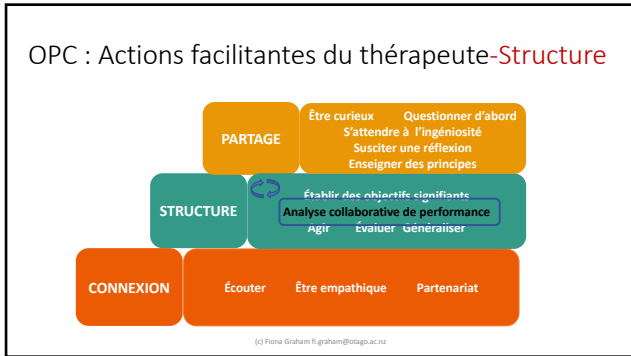 OPC : Actions facilitantes du thérapeute-Structure
PARTAGE
Être curieux Questionner d'abord
S'attendre à l'ingéniosité
Susciter une réflexion
Enseigner des principes
STRUCTURE
Établir des objectifs signifiants
Analyse collaborative de performance
Agir Évaluer Généraliser
CONNEXION
Écouter Être empathique Partenariat
(c) Fiona Graham fi.graham@otago.ac.nz